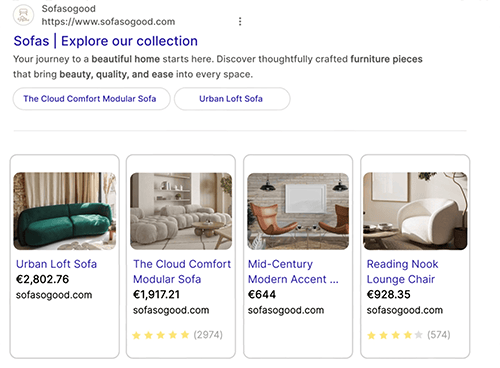 Sofasogood
https://www.sofasogood.com
Sofas | Explore our collection
Your journey to a beautiful home starts here. Discover thoughtfully crafted furniture pieces
that bring beauty, quality, and ease into every space.
The Cloud Comfort Modular Sofa
Urban Loft Sofa
Urban Loft Sofa
€2,802.76
sofasogood.com
The Cloud Comfort
Modular Sofa
€1,917.21
sofasogood.com
(2974)
Mid-Century
Modern Accent ...
€644
sofasogood.com
Reading Nook
Lounge Chair
€928.35
sofasogood.com
(574)